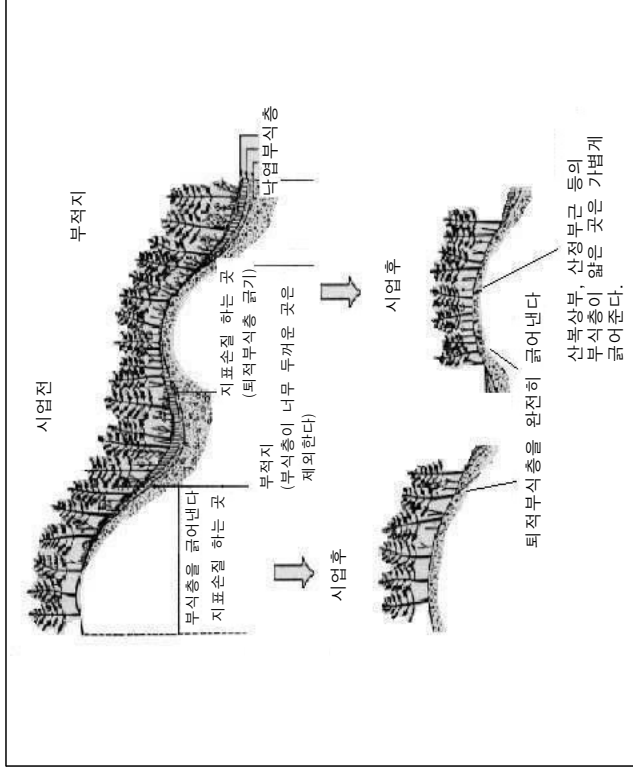 시업전
부적지
낙엽부식층
부식층을 긁어낸다
지표손질 하는 곳
부적지
(부식층이 너무 두꺼운 곳은
제외한다)
지표손질 하는 곳
(퇴적부식층 긁기)
시업후
시업후
퇴적부식층을 완전히 긁어낸다
산복상부, 산정부근 등의
부식층이 얇은 곳은 가볍게
긁어준다.